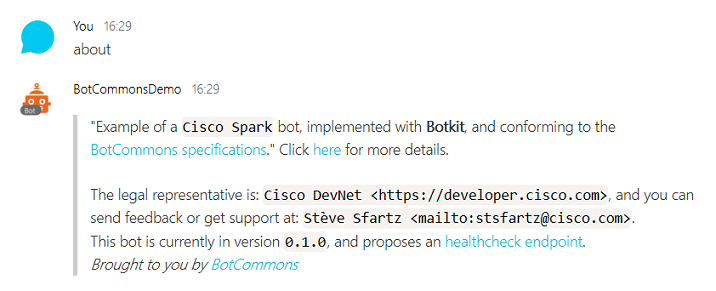 You 16:29
about
BotCommonsDemo 16:29
Bot
"Example of a Cisco Spark bot, implemented with Botkit, and conforming to the
BotCommons specifications." Click here for more details.
The legal representative is: Cisco DevNet <https://developer.cisco.com>, and you can
send feedback or get support at: Stève Sfartz <mailto:stsfartz@cisco.com>.
This bot is currently in version 0.1.0, and proposes an healthcheck endpoint.
Brought to you by BotCommons